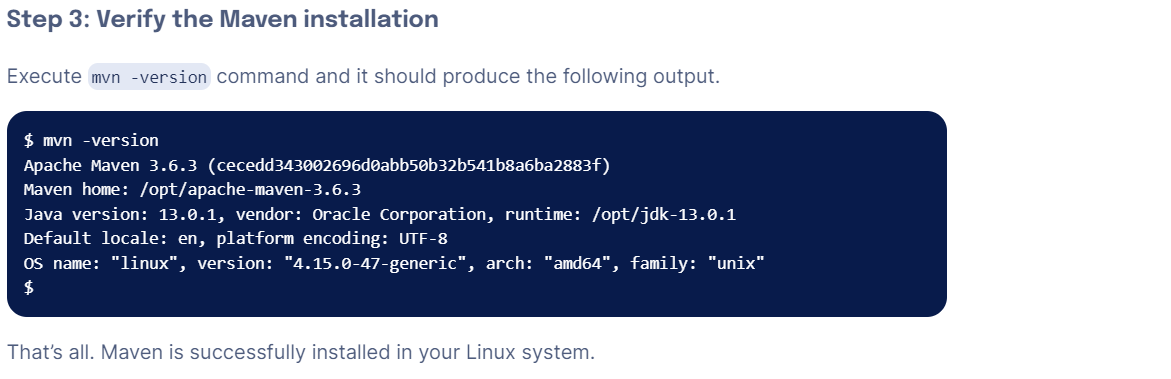 Step 3: Verify the Maven installation
Execute mvn -version command and it should produce the following output.
$ mvn -version
Apache Maven 3.6.3 (cecedd343002696d0abb50b32b541b8a6ba2883f)
Maven home: /opt/apache-maven-3.6.3
Java version: 13.0.1, vendor: Oracle Corporation, runtime: /opt/jdk-13.0.1
Default locale: en, platform encoding: UTF-8
OS name: "linux", version: "4.15.0-47-generic", arch: "amd64", family: "unix"
$
That’s all. Maven is successfully installed in your Linux system.